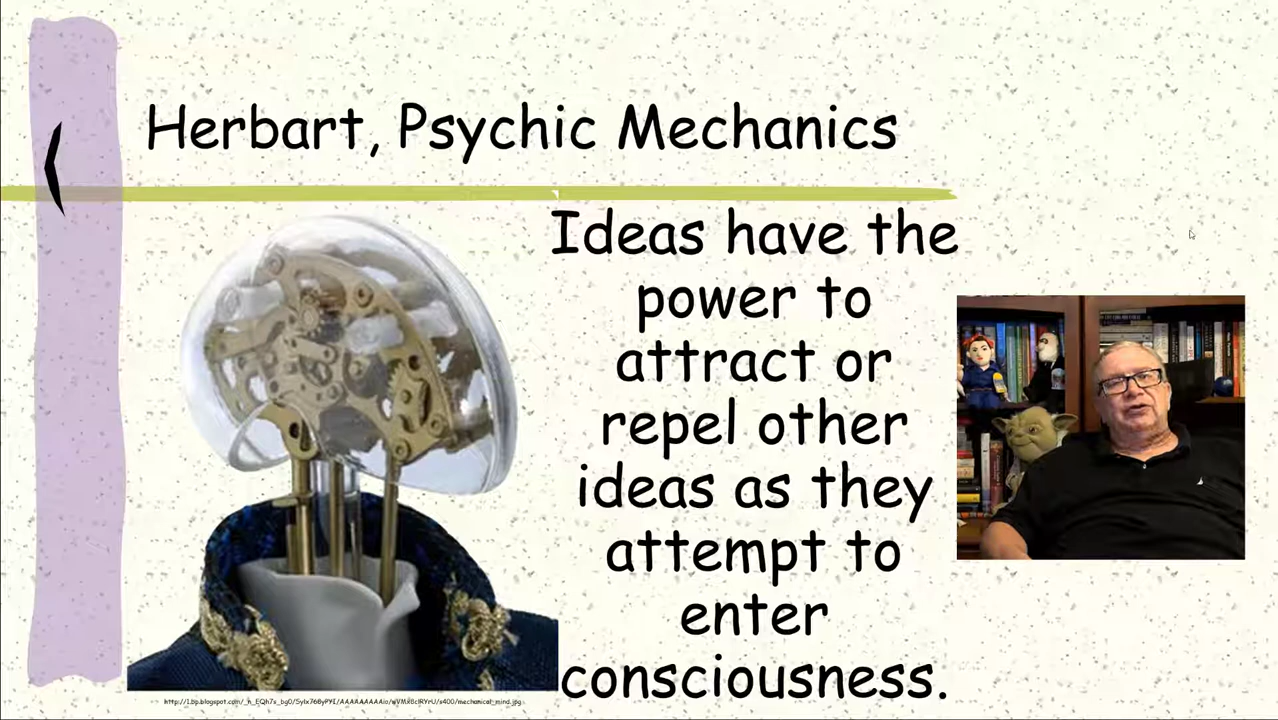 Herbart, Psychic Mechanics
Ideas have the
power to
attract or
repel other
ideas as they
attempt to
enter
consciousness.